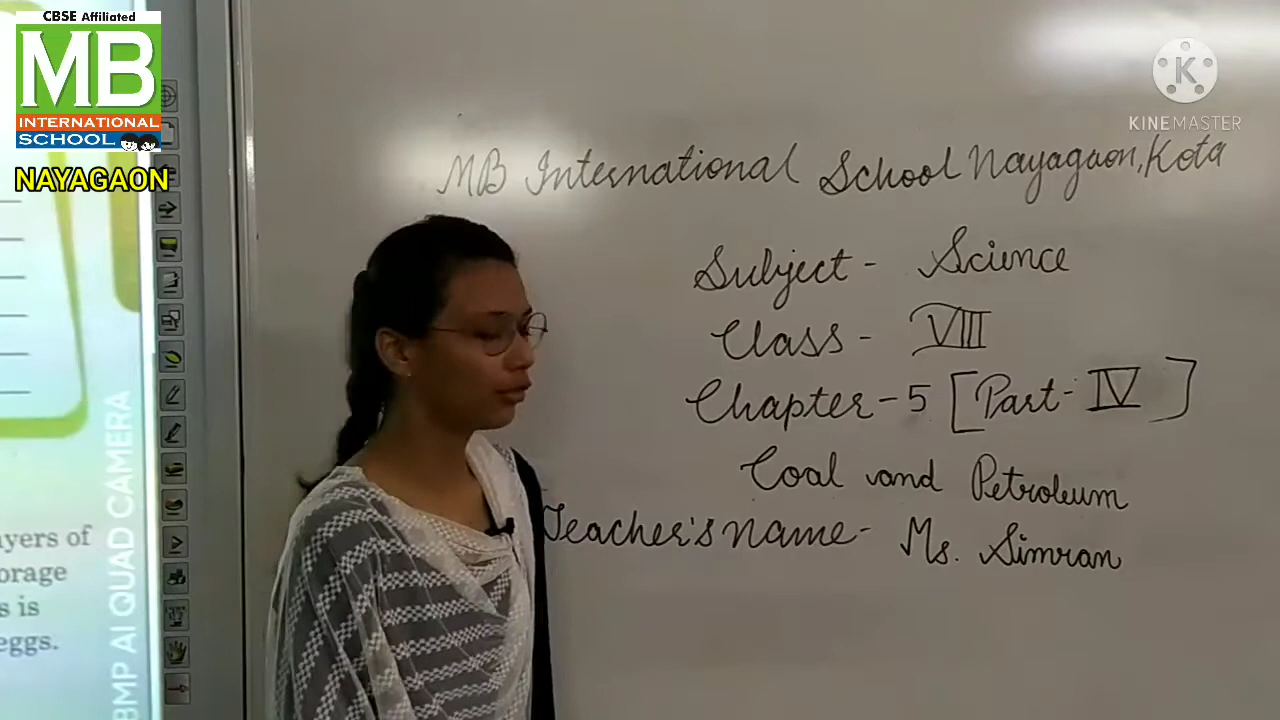 CBSE Affiliated
MB
INTERNATIONAL
SCHOOL
NAYAGAON
KINEMASTER
MB International School Nayagaon, Kota
Subject - Science
Class - VIII
Chapter - 5 [Part - IV]
Coal and Petroleum
Teacher's name - Ms. Simran
ayers of
orage
s is
eggs.
BMP AI QUAD CAMERA